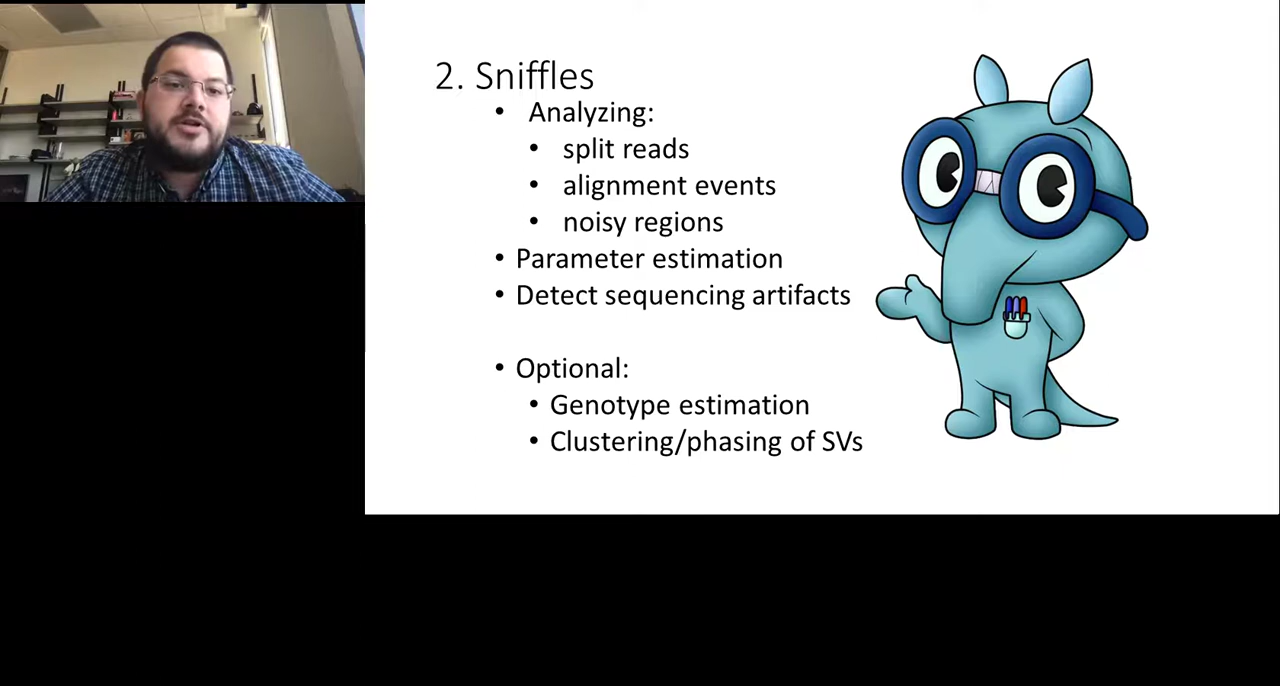 2. Sniffles
• Analyzing:
• split reads
• alignment events
• noisy regions
• Parameter estimation
• Detect sequencing artifacts
• Optional:
• Genotype estimation
• Clustering/phasing of SVs